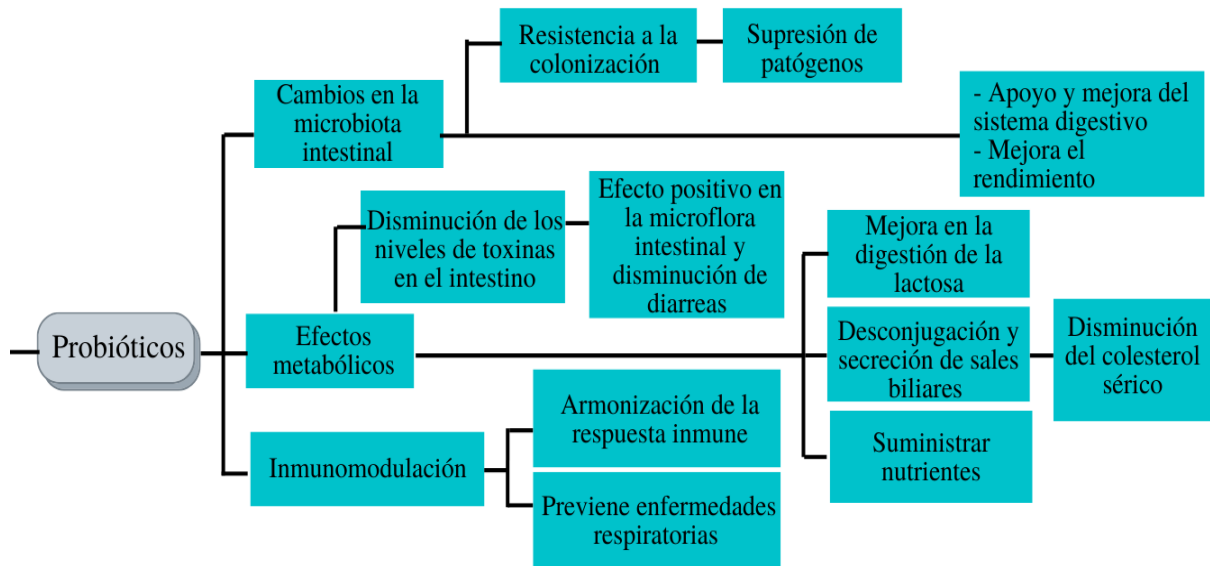 Resistencia a la
colonización
Supresión de
patógenos
Cambios en la
microbiota
intestinal
- Apoyo y mejora del
sistema digestivo
- Mejora el
rendimiento
Disminución de los
niveles de toxinas
en el intestino
Efecto positivo en
la microflora
intestinal y
disminución de
diarreas
Mejora en la
digestión de la
lactosa
Probióticos
Efectos
metabólicos
Desconjugación y
secreción de sales
biliares
Disminución
del colesterol
sérico
Armonización de la
respuesta inmune
Suministrar
nutrientes
Inmunomodulación
Previene enfermedades
respiratorias